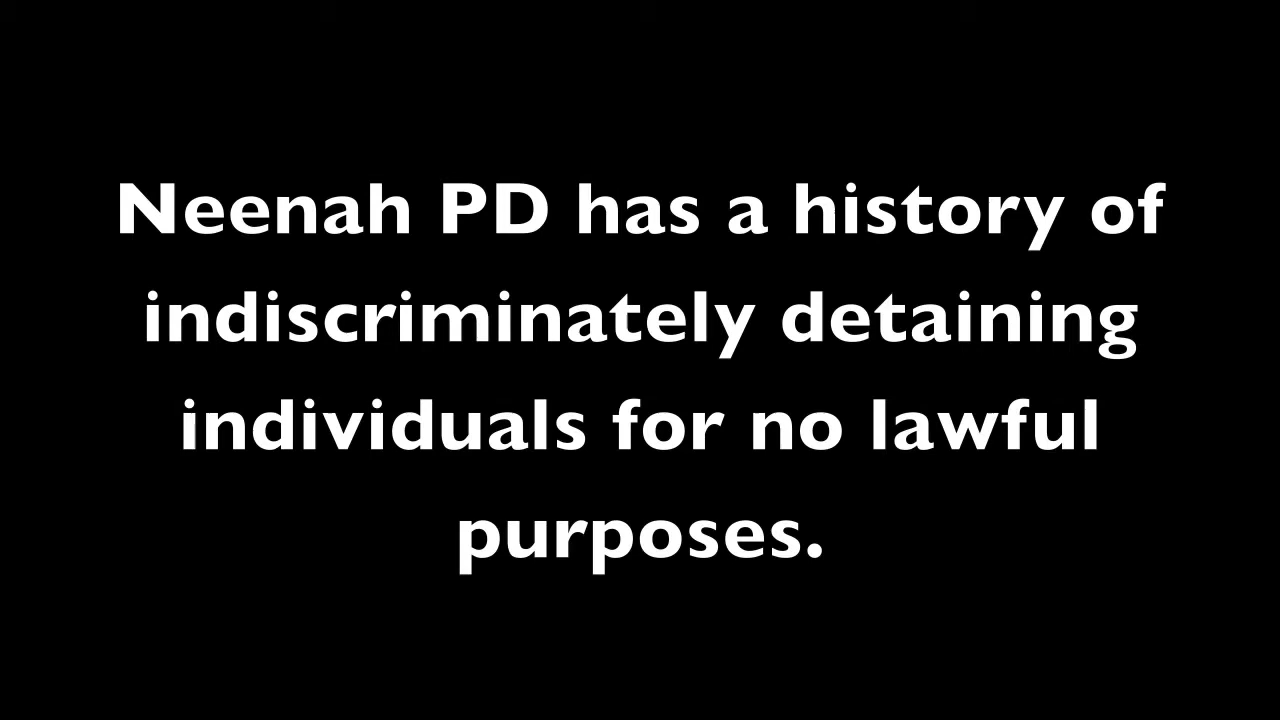 Neenah PD has a history of
indiscriminately detaining
individuals for no lawful
purposes.